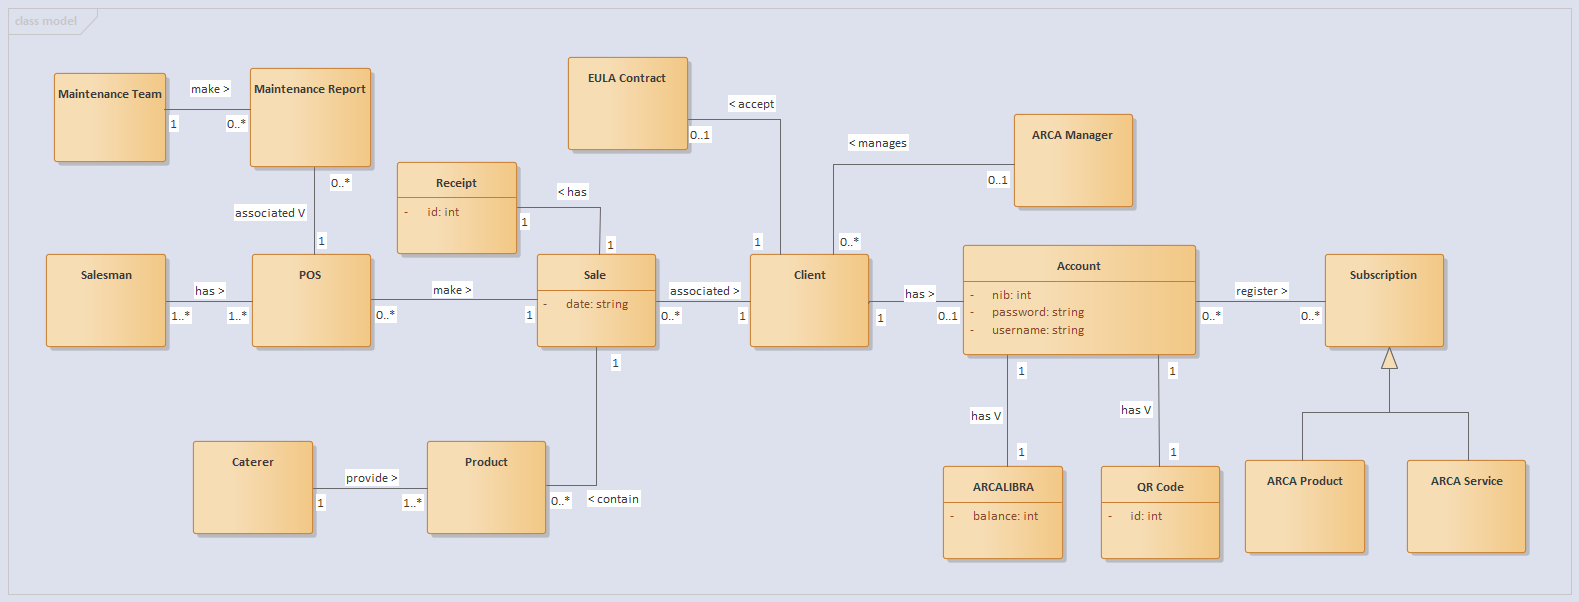 class model
EULA Contract
Maintenance Team
make >
Maintenance Report
< accept
1
0..*
0..1
ARCA Manager
< manages
0..1
0..*
Receipt
< has
- id: int
1
associated V
1
1
1
0..*
Salesman
has >
POS
make >
Sale
associated >
Client
has >
Account
register >
Subscription
- date: string
- nib: int
- password: string
- username: string
1..*
1..*
0..*
1
0..*
1
1
0..1
0..*
0..*
1
1
1
has V
has V
1
1
Caterer
provide >
Product
1
1..*
0..*
< contain
ARCALIBRA
- balance: int
QR Code
- id: int
ARCA Product
ARCA Service